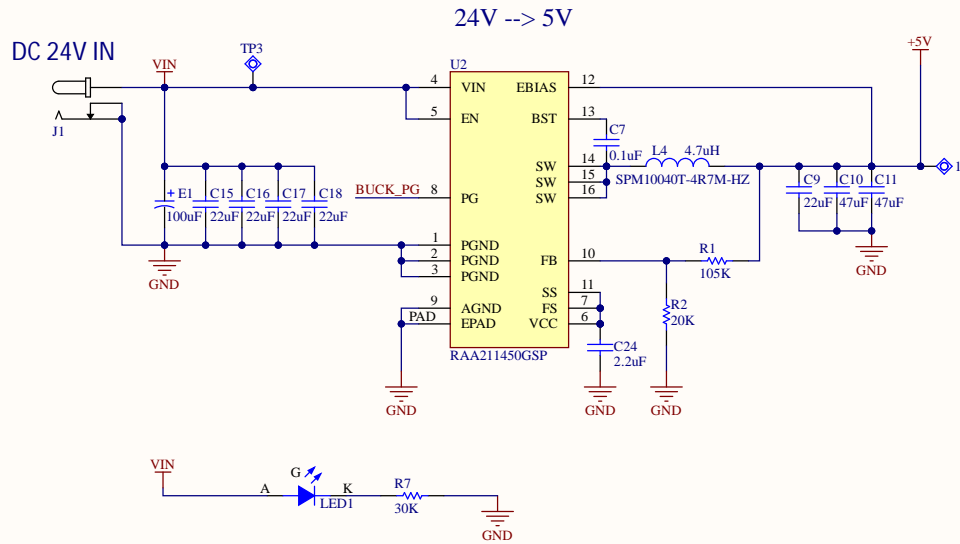 24V --> 5V
DC 24V IN
VIN
TP3
J1
U2
+5V
4 VIN EBIAS 12
5 EN BST 13
C7
0.1uF
SW 14
SW 15
SW 16
L4 4.7uH
SPM10040T-4R7M-HZ
1
+ E1
100uF
C15
22uF
C16
22uF
C17
22uF
C18
22uF
BUCK_PG 8 PG
C9
22uF
C10
47uF
C11
47uF
1 PGND
2 PGND
3 PGND
FB 10
R1
105K
GND
GND
SS 11
9 AGND FS 7
PAD EPAD VCC 6
R2
20K
RAA211450GSP
C24
2.2uF
GND
GND
GND
VIN
A G K
LED1
R7
30K
GND